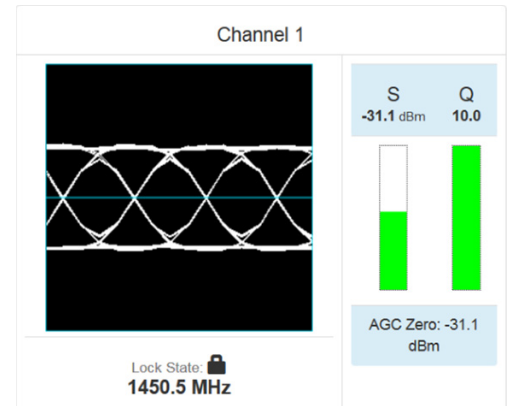 Channel 1
S Q
-31.1 dBm 10.0
AGC Zero: -31.1
dBm
Lock State:
1450.5 MHz